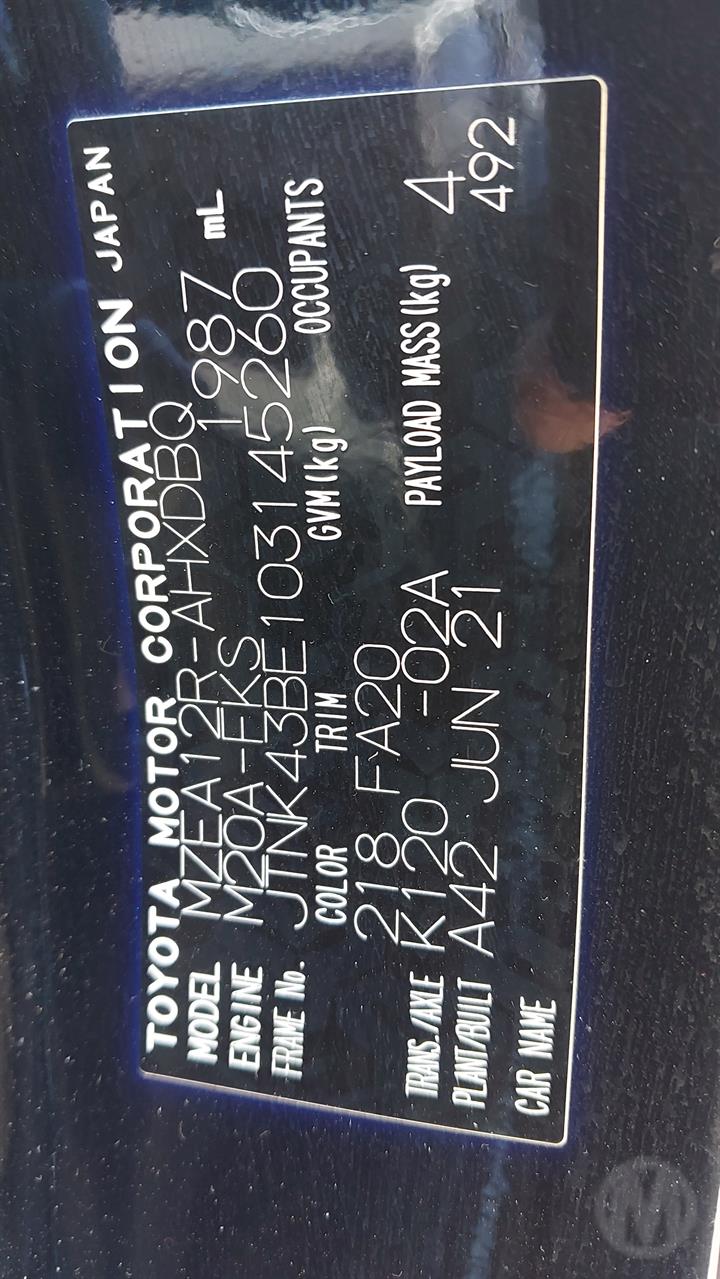 TOYOTA MOTOR CORPORATION JAPAN
MODEL MZEA12R-AHXDBQ
ENGINE M20A-FKS 1987 mL
FRAME No. JTNK43BE103145260
COLOR TRIM GVM(kg) OCCUPANTS
218 FA20 4
TRANS./AXLE K120 -02A PAYLOAD MASS(kg) 492
PLANT/BUILT A42 JUN 21
CAR NAME
M